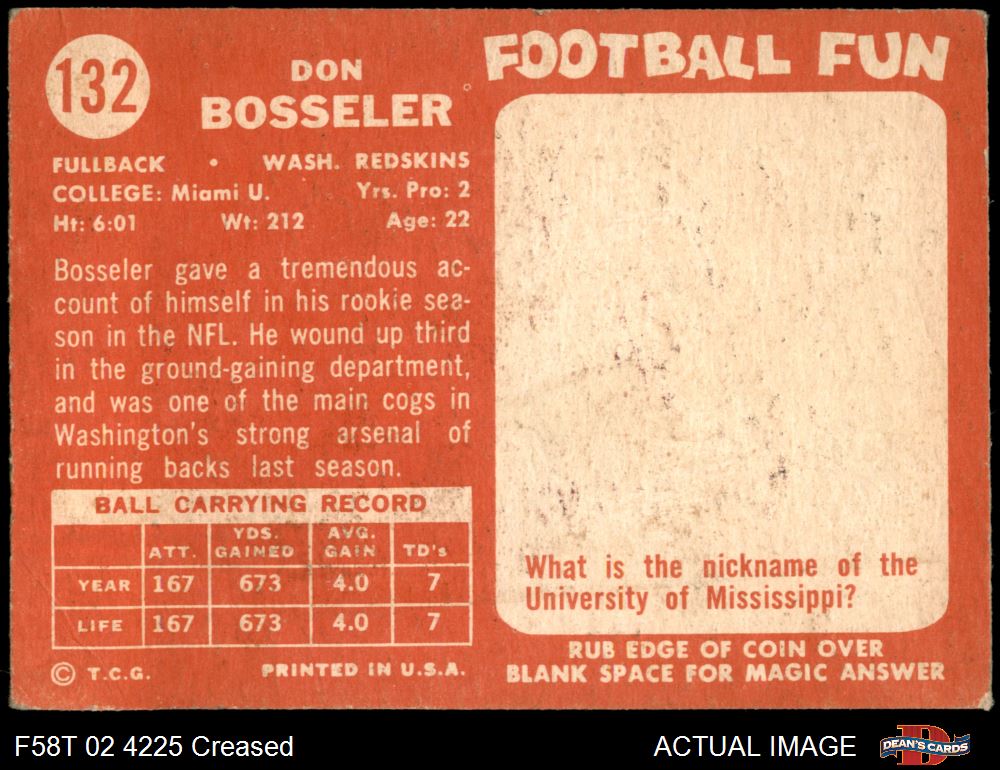 132
DON
BOSSELER
FULLBACK • WASH. REDSKINS
COLLEGE: Miami U. Yrs. Pro: 2
Ht: 6:01 Wt: 212 Age: 22
Bosseler gave a tremendous ac-
count of himself in his rookie sea-
son in the NFL. He wound up third
in the ground-gaining department,
and was one of the main cogs in
Washington's strong arsenal of
running backs last season.
BALL CARRYING RECORD
ATT. YDS. GAINED AVG. GAIN TD's
YEAR 167 673 4.0 7
LIFE 167 673 4.0 7
© T.C.G. PRINTED IN U.S.A.
FOOTBALL FUN
What is the nickname of the
University of Mississippi?
RUB EDGE OF COIN OVER
BLANK SPACE FOR MAGIC ANSWER
F58T 02 4225 Creased
ACTUAL IMAGE
D
DEAN'S CARDS